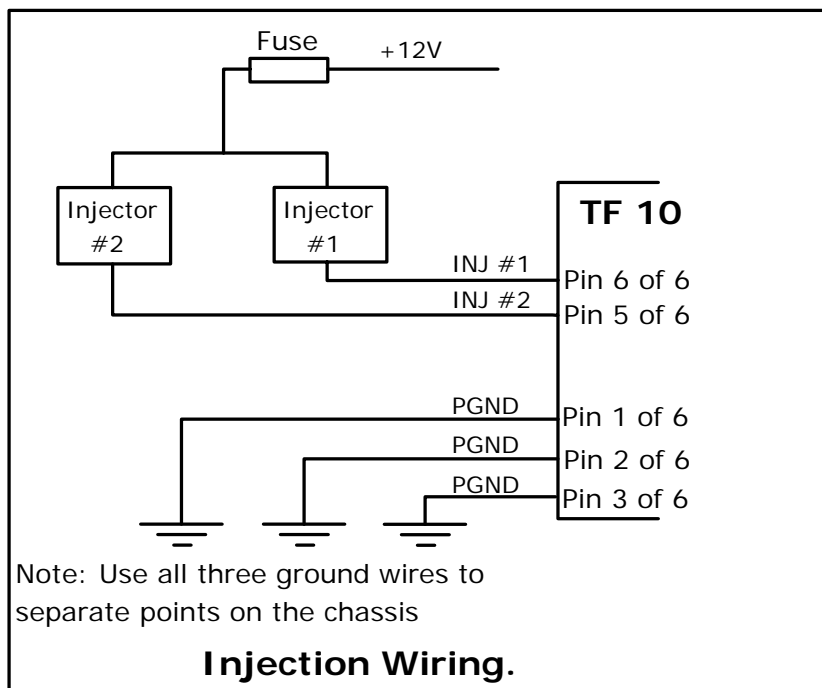 Fuse
+12V
Injector
#2
Injector
#1
TF 10
INJ #1
Pin 6 of 6
INJ #2
Pin 5 of 6
PGND
Pin 1 of 6
PGND
Pin 2 of 6
PGND
Pin 3 of 6
Note: Use all three ground wires to
separate points on the chassis
Injection Wiring.